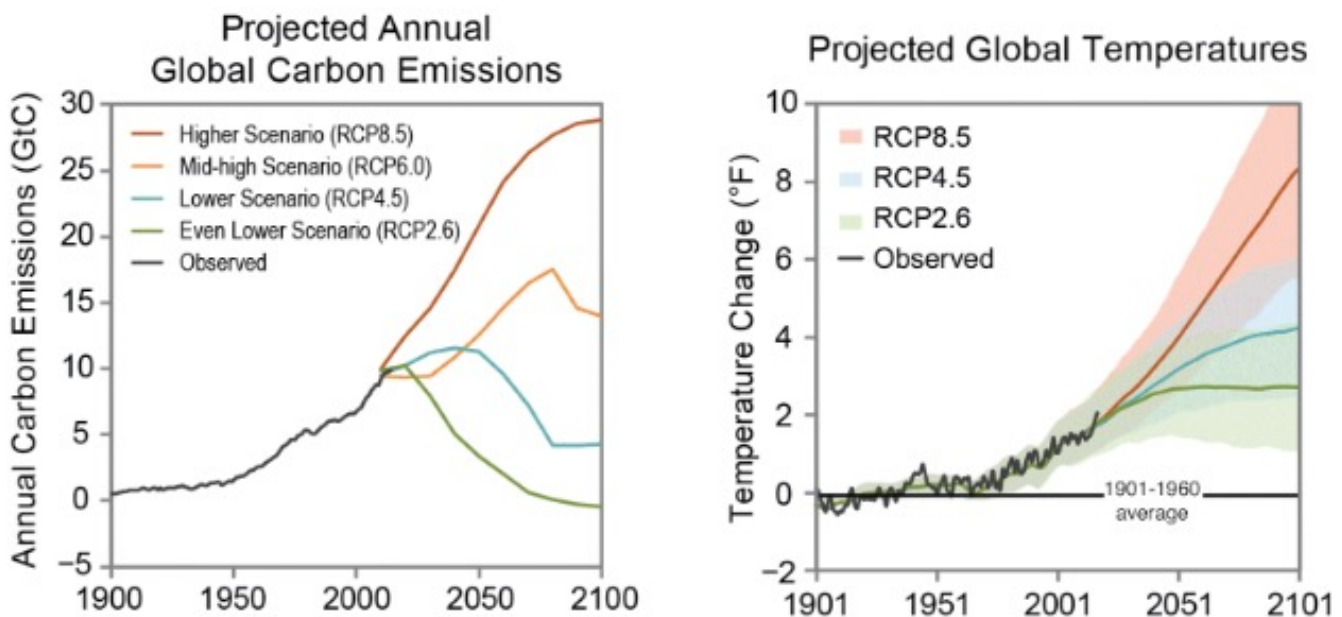 Projected Annual
Global Carbon Emissions
Annual Carbon Emissions (GtC)
30
25
20
15
10
5
0
−5
Higher Scenario (RCP8.5)
Mid-high Scenario (RCP6.0)
Lower Scenario (RCP4.5)
Even Lower Scenario (RCP2.6)
Observed
1900
1950
2000
2050
2100
Projected Global Temperatures
Temperature Change (°F)
10
8
6
4
2
0
−2
RCP8.5
RCP4.5
RCP2.6
Observed
1901-1960
average
1901
1951
2001
2051
2101